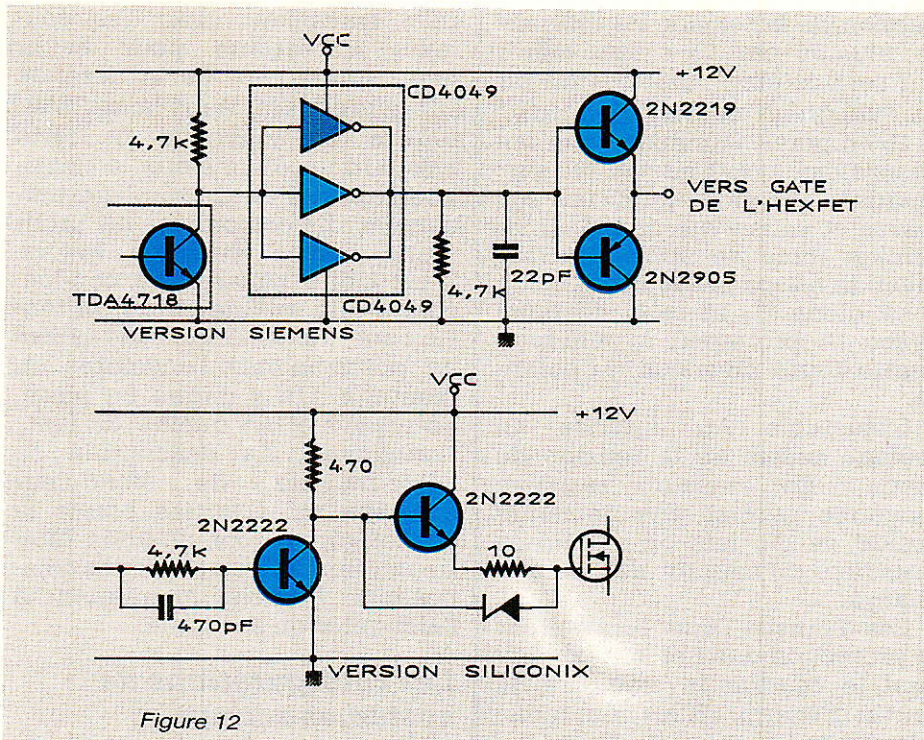 VCC
+12V
CD4049
2N2219
4,7k
VERS GATE
DE L'HEXFET
TDA4718
CD4049
4,7k
22pF
2N2905
VERSION SIEMENS
VCC
+12V
470
2N2222
2N2222
4,7k
10
470pF
VERSION SILICONIX
Figure 12